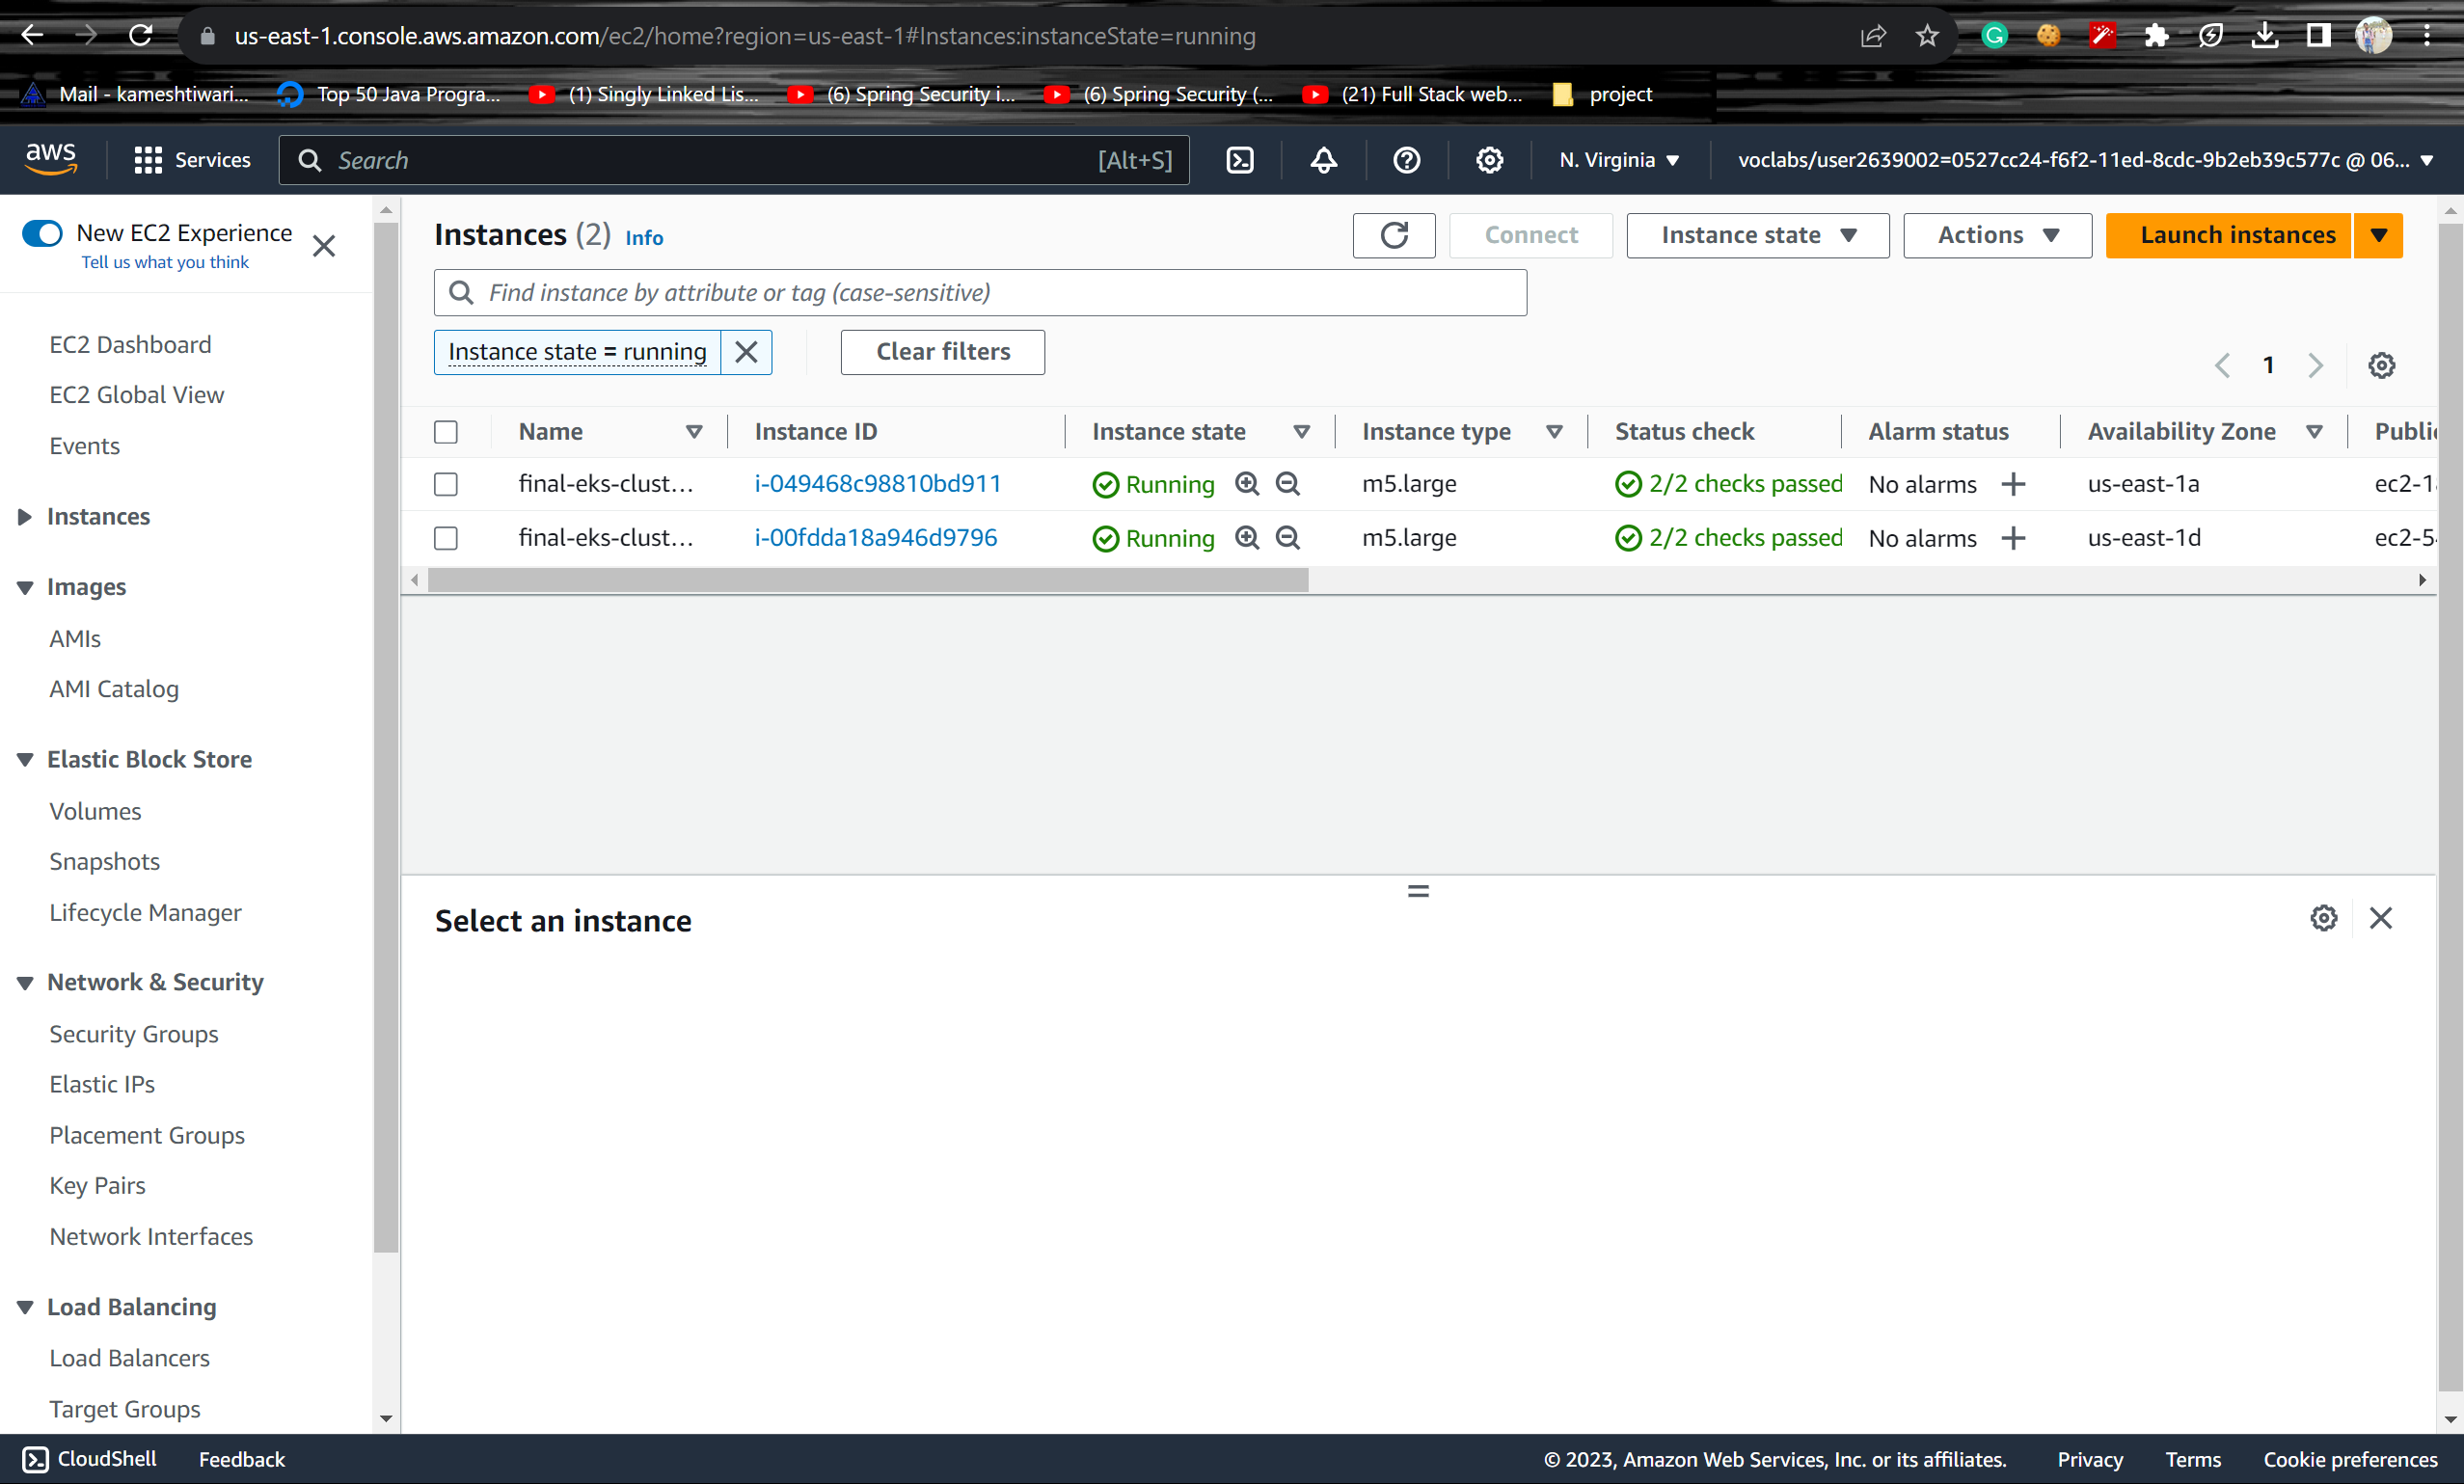 us-east-1.console.aws.amazon.com/ec2/home?region=us-east-1#Instances:instanceState=running
Mail - kameshtiwari... Top 50 Java Progra... (1) Singly Linked Lis... (6) Spring Security i... (6) Spring Security (... (21) Full Stack web... project
aws Services Search [Alt+S] N. Virginia voclabs/user2639002=0527cc24-f6f2-11ed-8cdc-9b2eb39c577c @ 06...
New EC2 Experience
Tell us what you think
EC2 Dashboard
EC2 Global View
Events
Instances
Images
AMIs
AMI Catalog
Elastic Block Store
Volumes
Snapshots
Lifecycle Manager
Network & Security
Security Groups
Elastic IPs
Placement Groups
Key Pairs
Network Interfaces
Load Balancing
Load Balancers
Target Groups
Instances (2) Info Connect Instance state Actions Launch instances
Find instance by attribute or tag (case-sensitive)
Instance state = running Clear filters 1
Name Instance ID Instance state Instance type Status check Alarm status Availability Zone Public
final-eks-clust... i-049468c98810bd911 Running m5.large 2/2 checks passed No alarms us-east-1a ec2-1
final-eks-clust... i-00fdda18a946d9796 Running m5.large 2/2 checks passed No alarms us-east-1d ec2-5
Select an instance
CloudShell Feedback © 2023, Amazon Web Services, Inc. or its affiliates. Privacy Terms Cookie preferences